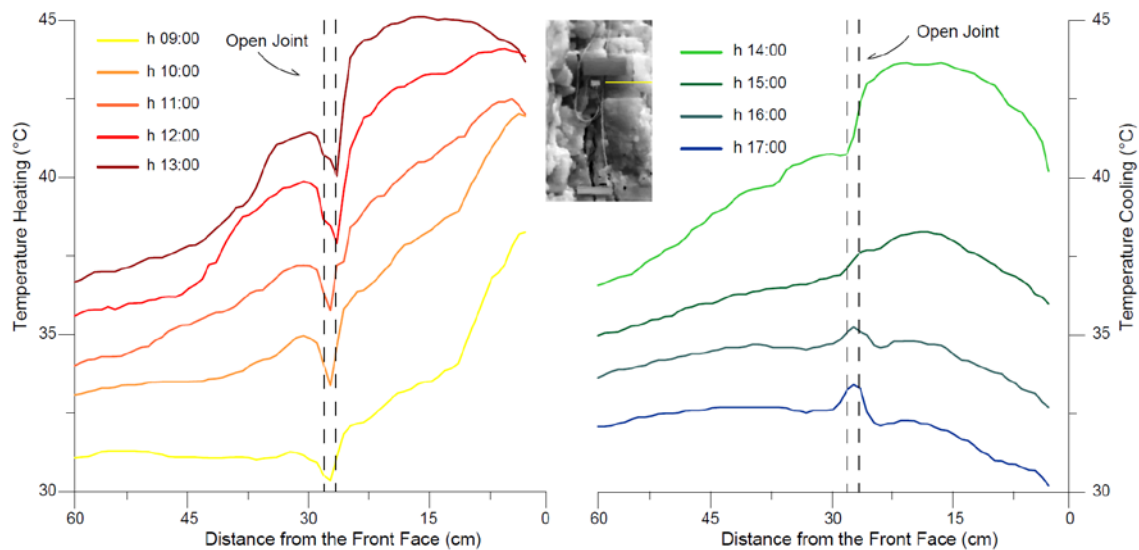 45
h 09:00
h 10:00
h 11:00
h 12:00
h 13:00
Open Joint
40
35
30
Temperature Heating (°C)
60
45
30
15
0
Distance from the Front Face (cm)
h 14:00
h 15:00
h 16:00
h 17:00
Open Joint
45
40
35
30
Temperature Cooling (°C)
60
45
30
15
0
Distance from the Front Face (cm)